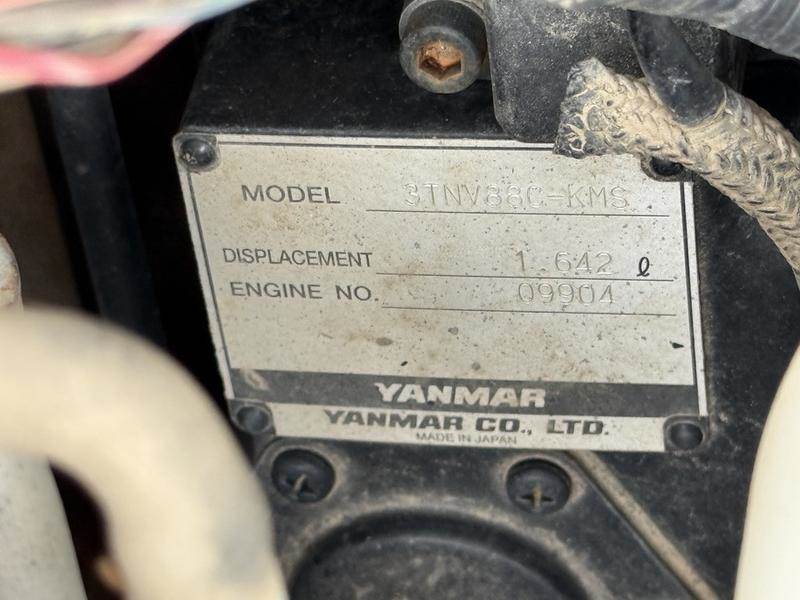 MODEL 3TNV88C-KMS
DISPLACEMENT 1.642 ℓ
ENGINE NO. 09904
YANMAR
YANMAR CO., LTD.
MADE IN JAPAN